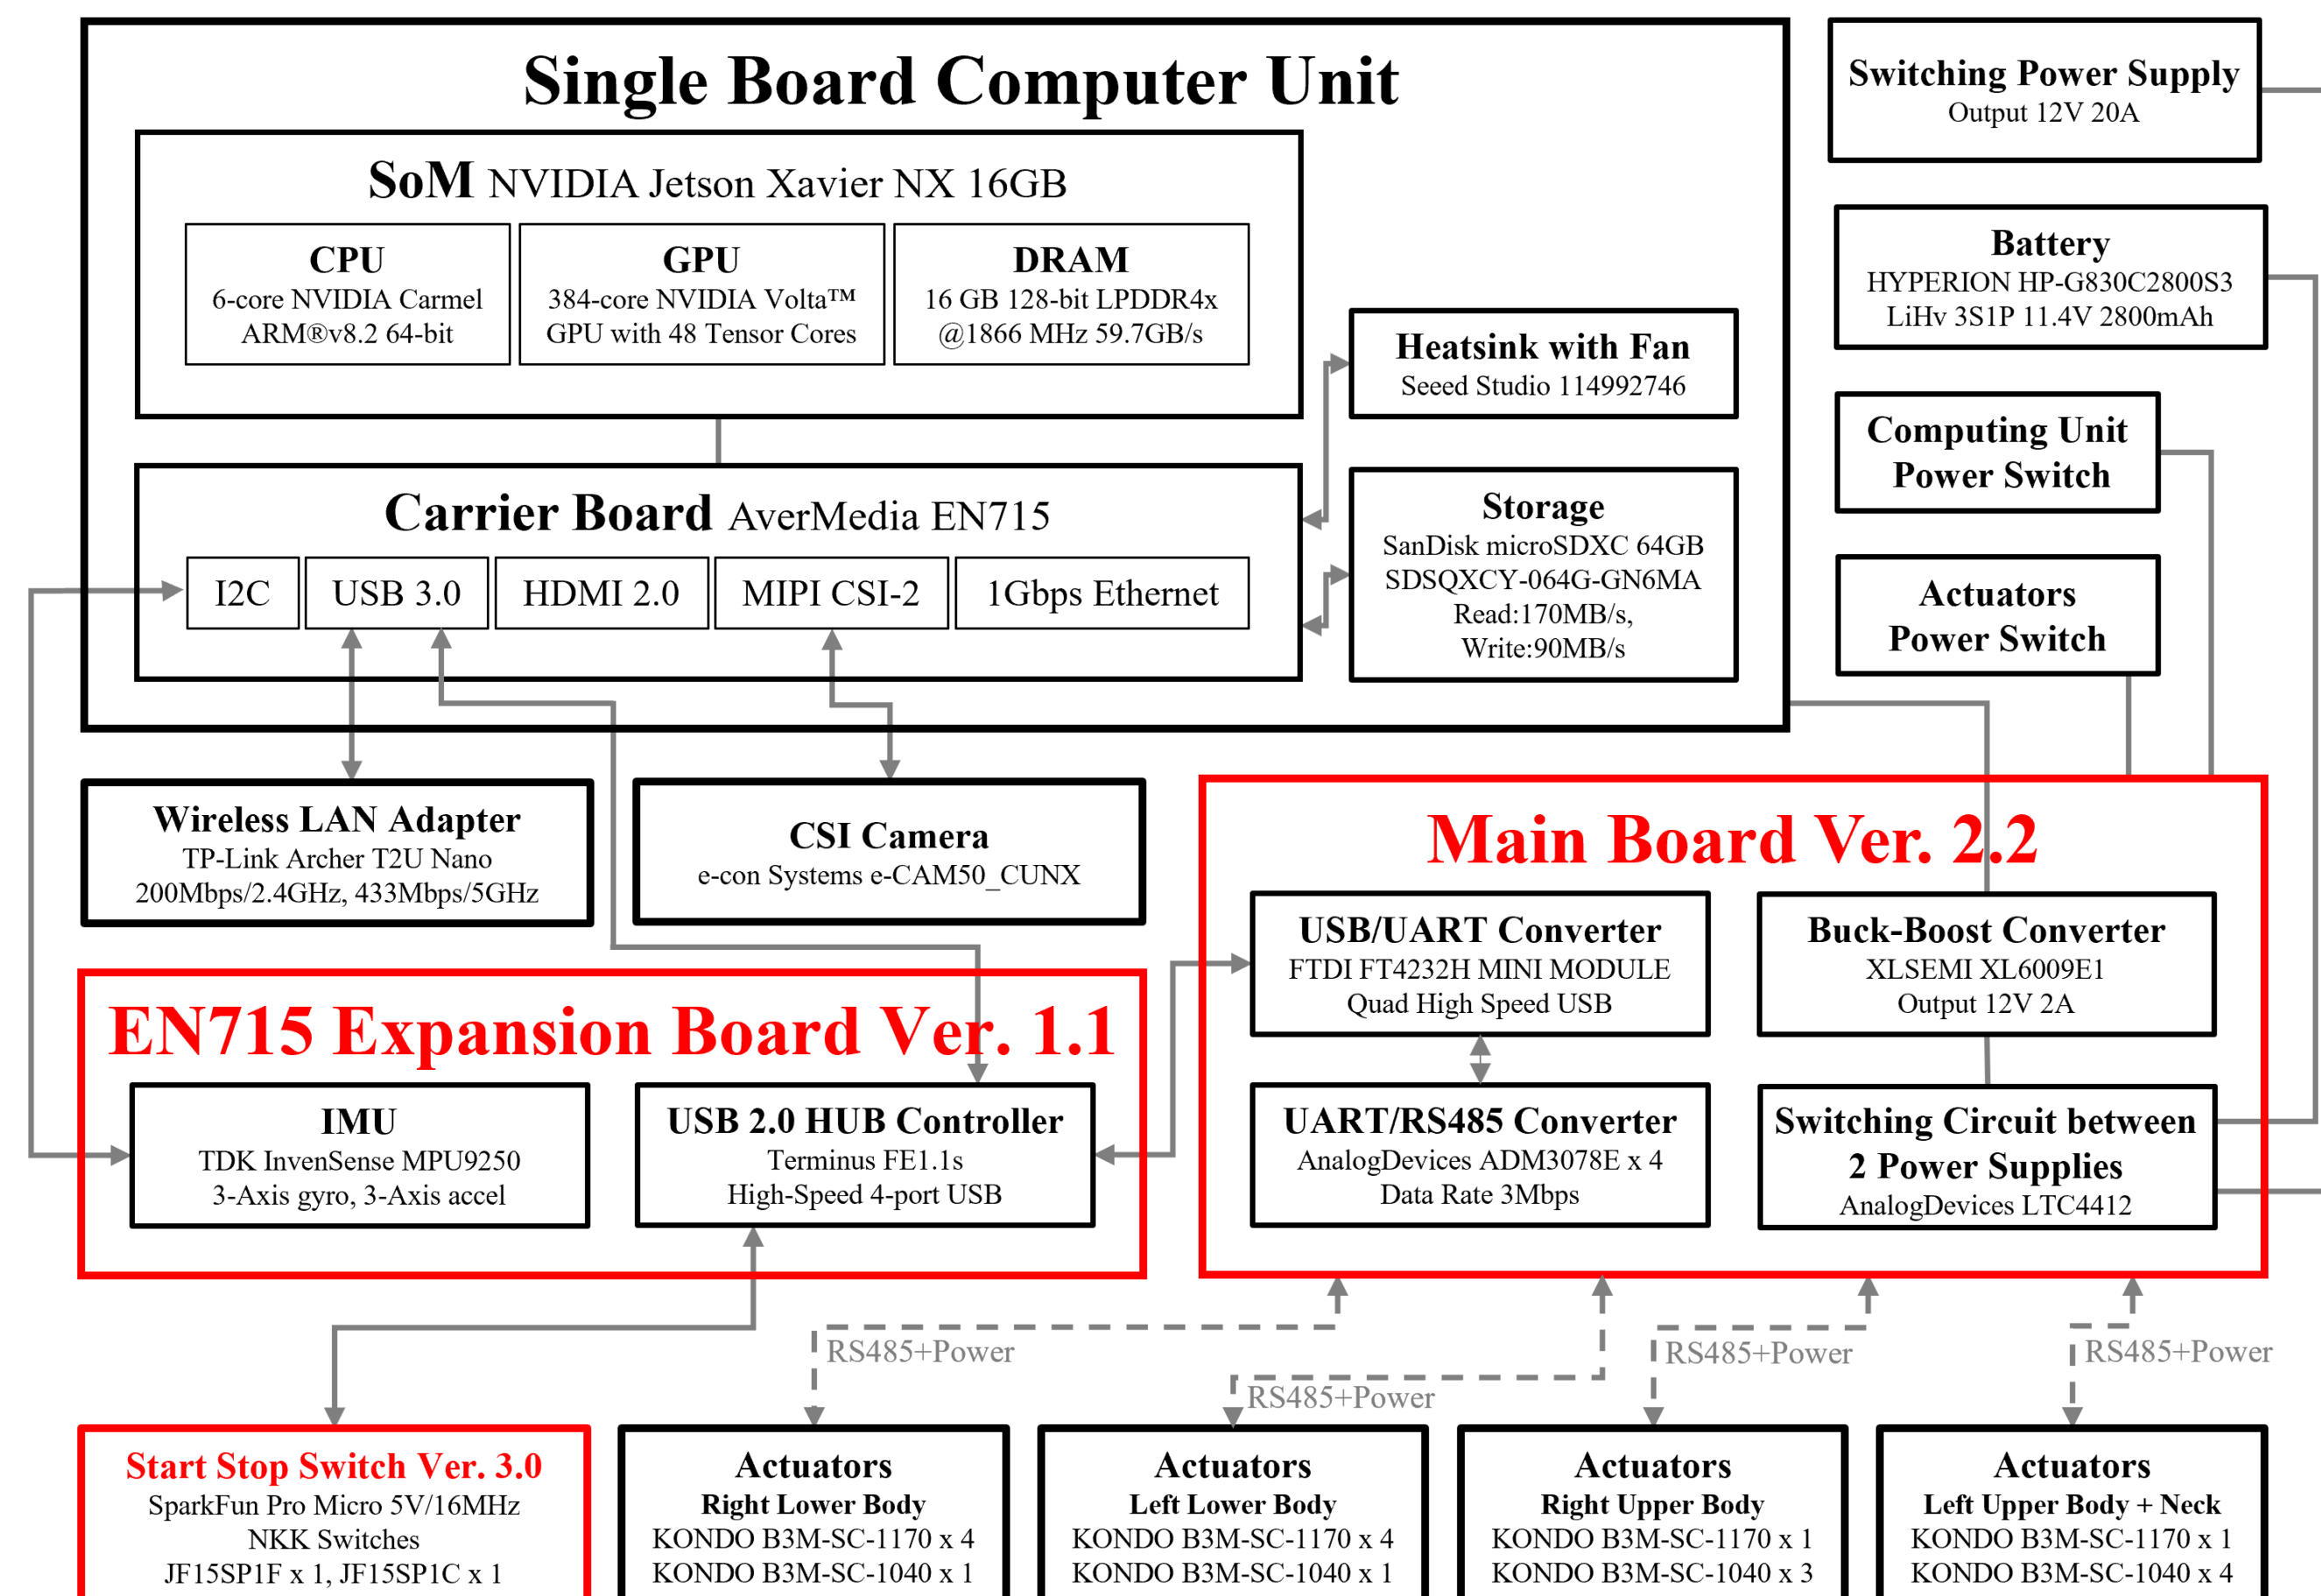 Single Board Computer Unit
SoM NVIDIA Jetson Xavier NX 16GB
CPU
6-core NVIDIA Carmel
ARM®v8.2 64-bit
GPU
384-core NVIDIA Volta™
GPU with 48 Tensor Cores
DRAM
16 GB 128-bit LPDDR4x
@1866 MHz 59.7GB/s
Heatsink with Fan
Seeed Studio 114992746
Carrier Board AverMedia EN715
I2C
USB 3.0
HDMI 2.0
MIPI CSI-2
1Gbps Ethernet
Storage
SanDisk microSDXC 64GB
SDSQXCY-064G-GN6MA
Read:170MB/s,
Write:90MB/s
Switching Power Supply
Output 12V 20A
Battery
HYPERION HP-G830C2800S3
LiHv 3S1P 11.4V 2800mAh
Computing Unit
Power Switch
Actuators
Power Switch
Wireless LAN Adapter
TP-Link Archer T2U Nano
200Mbps/2.4GHz, 433Mbps/5GHz
CSI Camera
e-con Systems e-CAM50_CUNX
Main Board Ver. 2.2
USB/UART Converter
FTDI FT4232H MINI MODULE
Quad High Speed USB
Buck-Boost Converter
XLSEMI XL6009E1
Output 12V 2A
UART/RS485 Converter
AnalogDevices ADM3078E x 4
Data Rate 3Mbps
Switching Circuit between
2 Power Supplies
AnalogDevices LTC4412
EN715 Expansion Board Ver. 1.1
IMU
TDK InvenSense MPU9250
3-Axis gyro, 3-Axis accel
USB 2.0 HUB Controller
Terminus FE1.1s
High-Speed 4-port USB
RS485+Power
RS485+Power
RS485+Power
RS485+Power
Start Stop Switch Ver. 3.0
SparkFun Pro Micro 5V/16MHz
NKK Switches
JF15SP1F x 1, JF15SP1C x 1
Actuators
Right Lower Body
KONDO B3M-SC-1170 x 4
KONDO B3M-SC-1040 x 1
Actuators
Left Lower Body
KONDO B3M-SC-1170 x 4
KONDO B3M-SC-1040 x 1
Actuators
Right Upper Body
KONDO B3M-SC-1170 x 1
KONDO B3M-SC-1040 x 3
Actuators
Left Upper Body + Neck
KONDO B3M-SC-1170 x 1
KONDO B3M-SC-1040 x 4